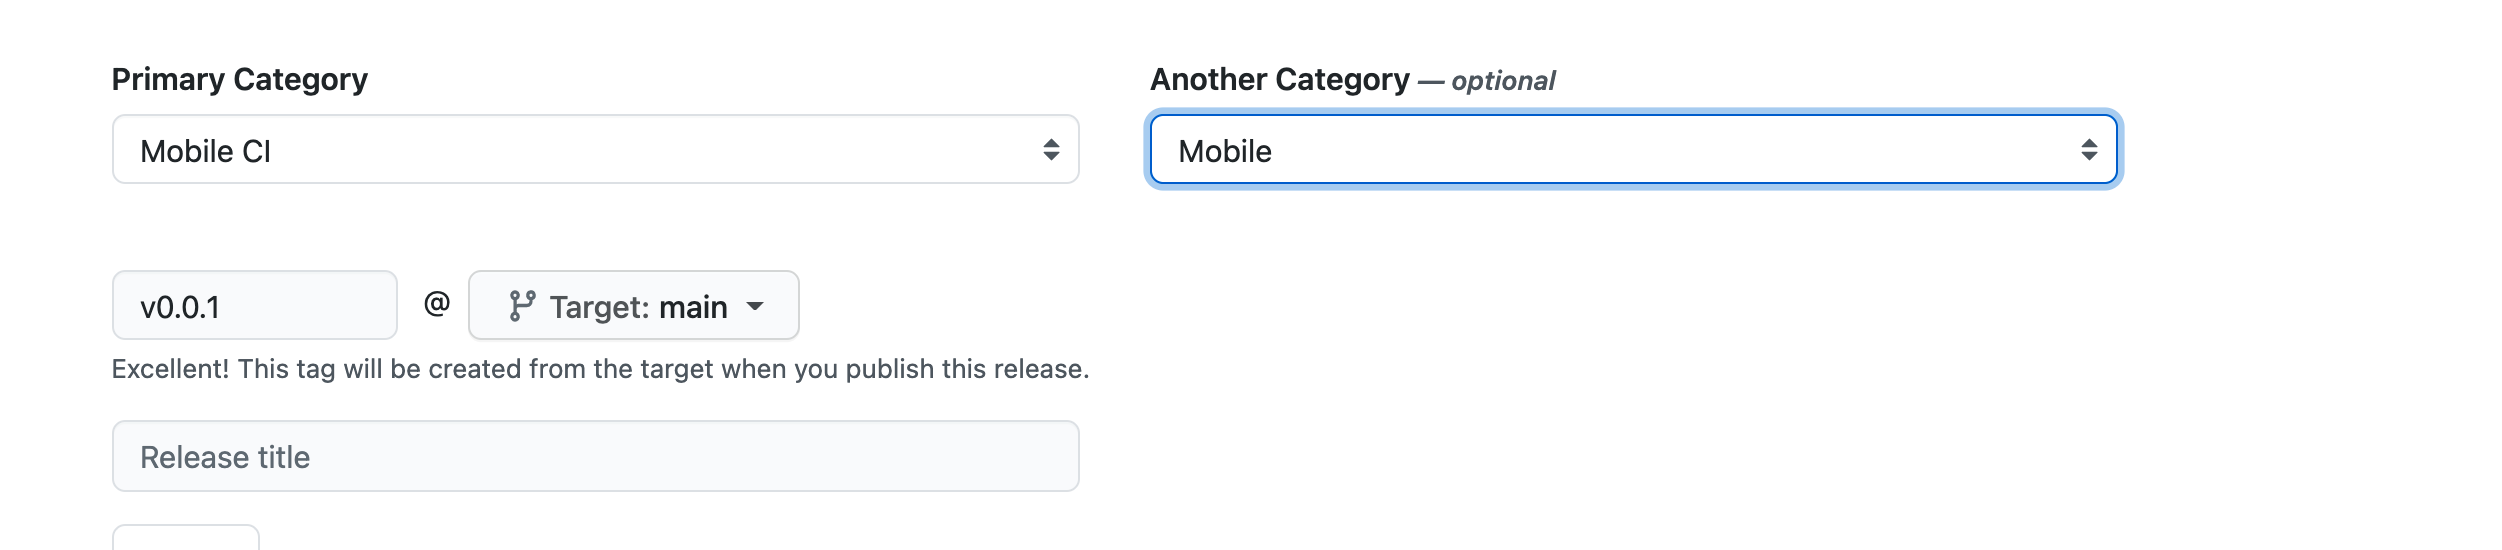 Primary Category
Another Category — optional
Mobile CI
Mobile
v0.0.1 @ Target: main
Excellent! This tag will be created from the target when you publish this release.
Release title